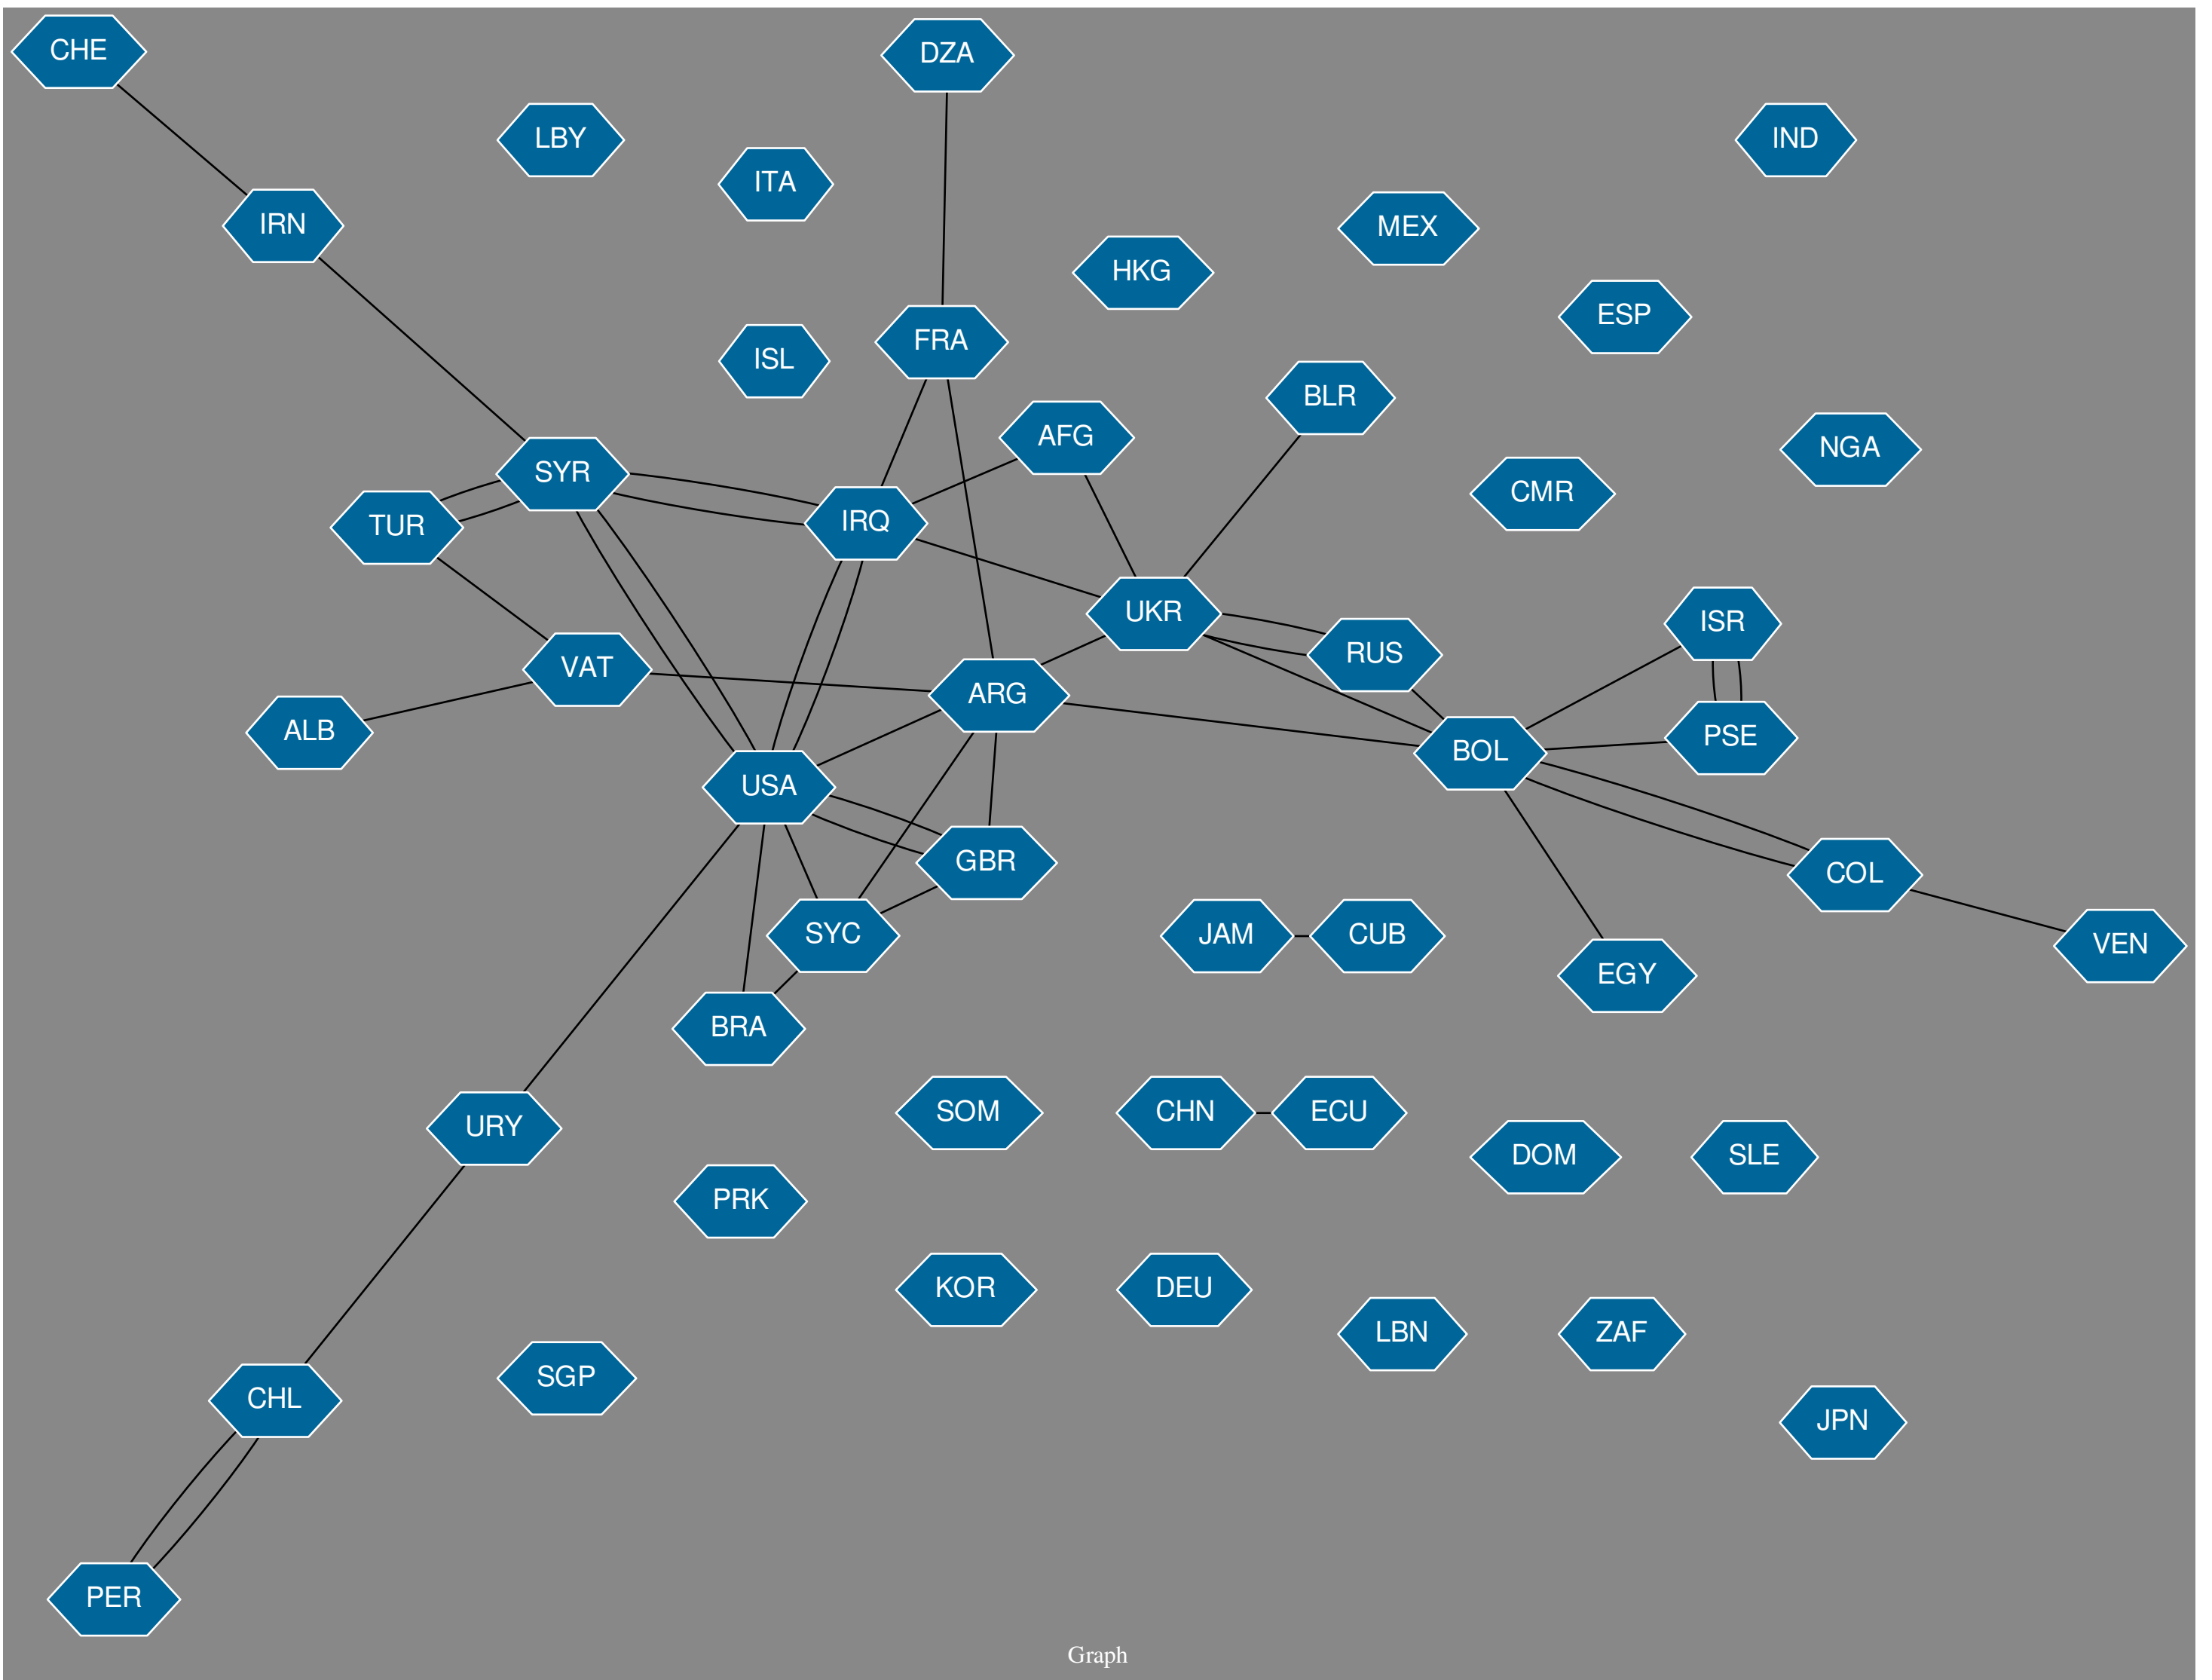 CHE
DZA
LBY
IND
ITA
IRN
MEX
HKG
ESP
FRA
ISL
BLR
AFG
NGA
SYR
CMR
IRQ
TUR
UKR
ISR
RUS
VAT
ARG
ALB
PSE
BOL
USA
GBR
COL
SYC
JAM
CUB
VEN
EGY
BRA
SOM
CHN
ECU
URY
DOM
SLE
PRK
KOR
DEU
LBN
ZAF
SGP
CHL
JPN
PER
Graph